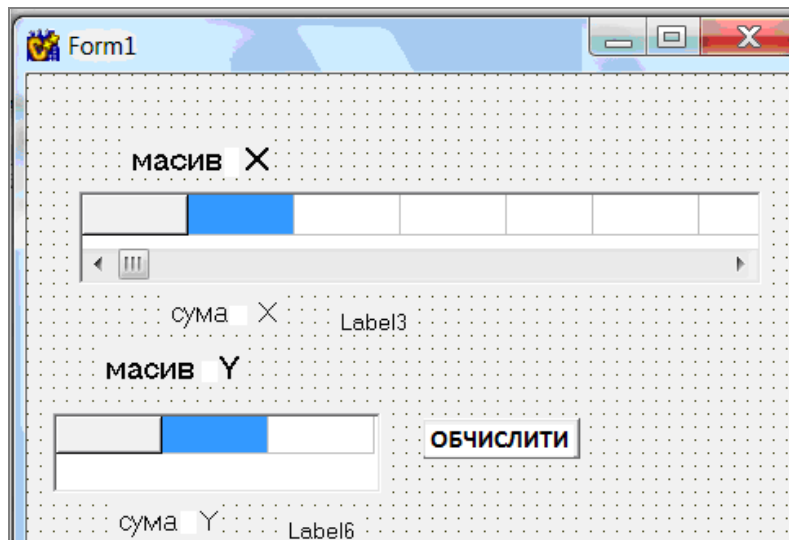 Form1
масив X
сума X Label3
масив Y
ОБЧИСЛИТИ
сума Y Label6